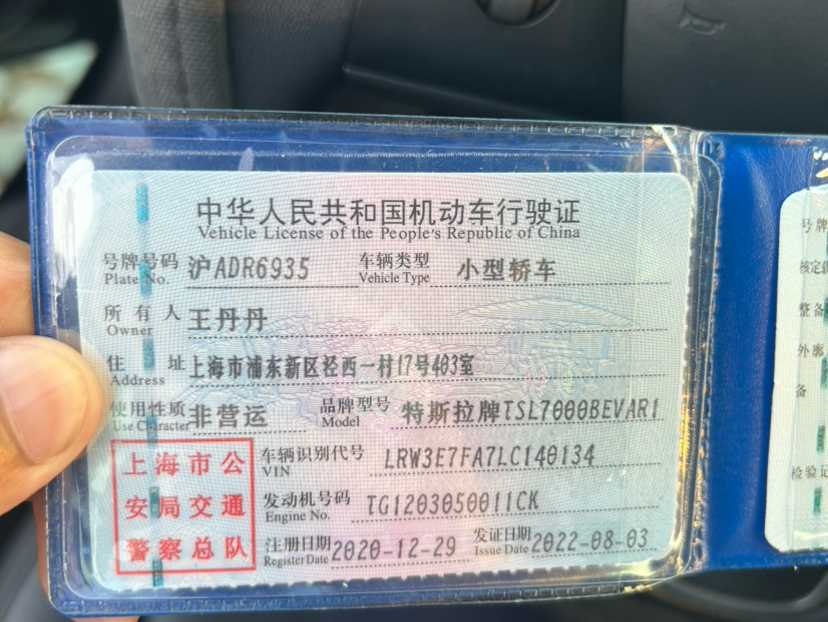 中华人民共和国机动车行驶证
Vehicle License of the People's Republic of China
号牌号码 沪ADR6935 车辆类型 小型轿车
Plate No. Vehicle Type
所有人 王丹丹
Owner
住址 上海市浦东新区泾西一村17号403室
Address
使用性质 非营运 品牌型号 特斯拉牌TSL7000BEVAR1
Use Character Model
上海市公
安局交通
警察总队
车辆识别代号 LRW3E7FA7LC140134
VIN
发动机号码 TG1203050011CK
Engine No.
注册日期 2020-12-29 发证日期 2022-08-03
Register Date Issue Date
号牌
核定载
整备
外廓
备
检验记